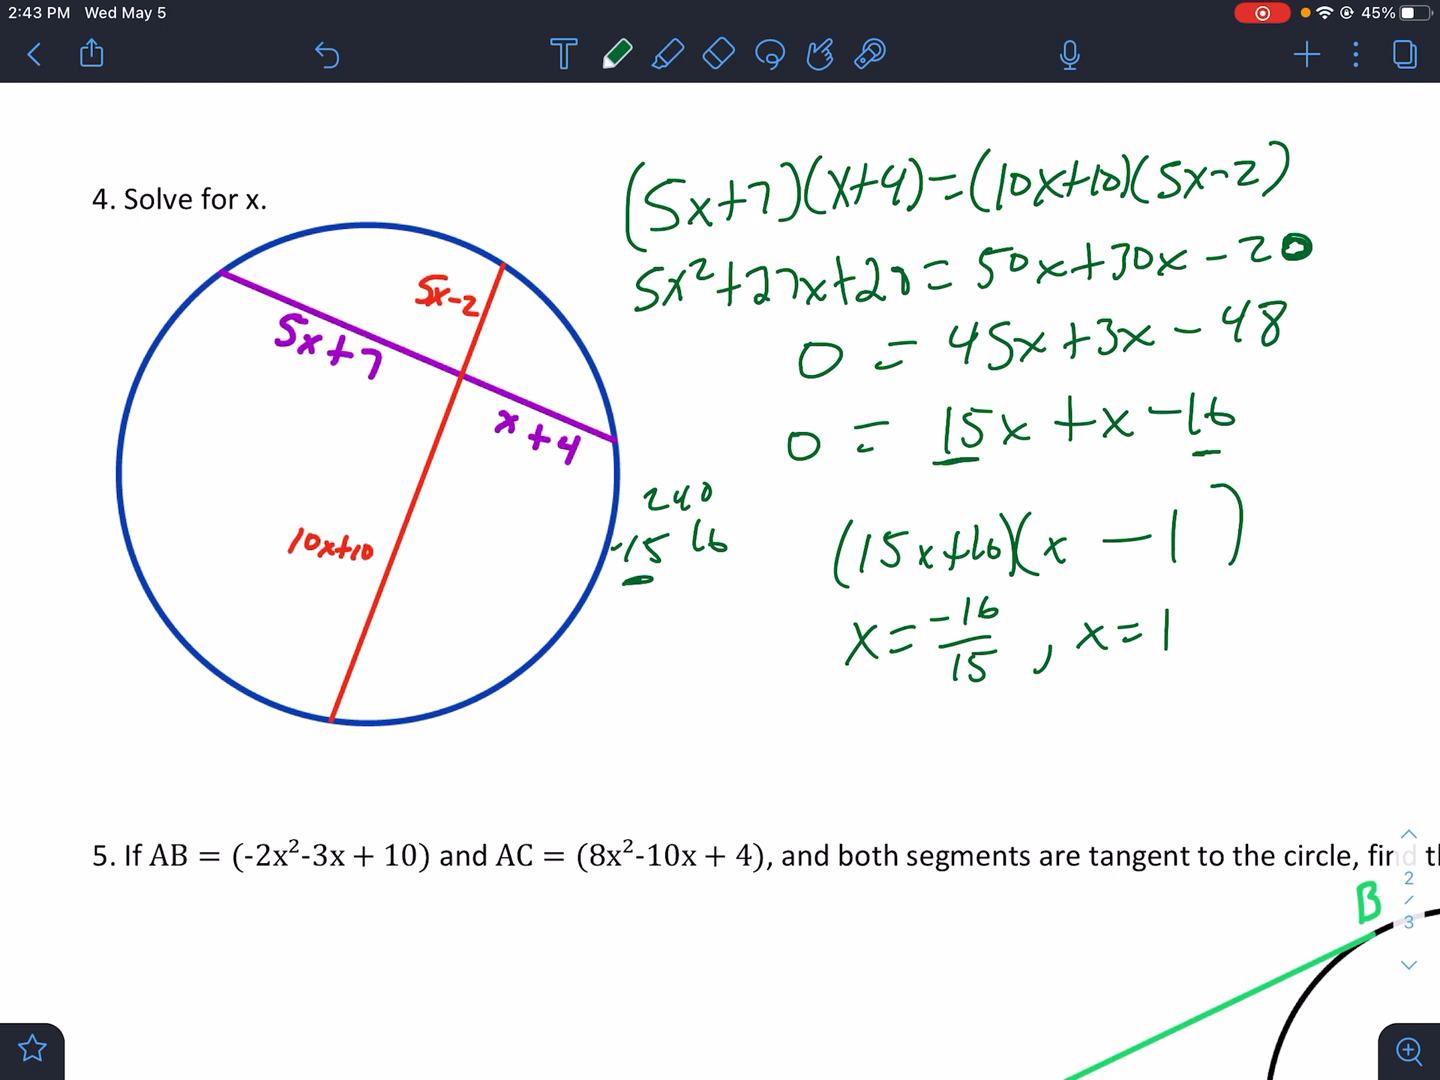 2:43 PM Wed May 5
45%
4. Solve for x.
5x-2
5x+7
x+4
10x+10
(5x+7)(x+4)=(10x+10)(5x-2)
5x²+27x+28=50x+30x-20
0 = 45x+3x-48
0 = 15x+x-16
240
-15 16
(15x+16)(x-1)
x=-16/15, x=1
5. If AB = (-2x²-3x + 10) and AC = (8x²-10x + 4), and both segments are tangent to the circle, find
B
2
/
3